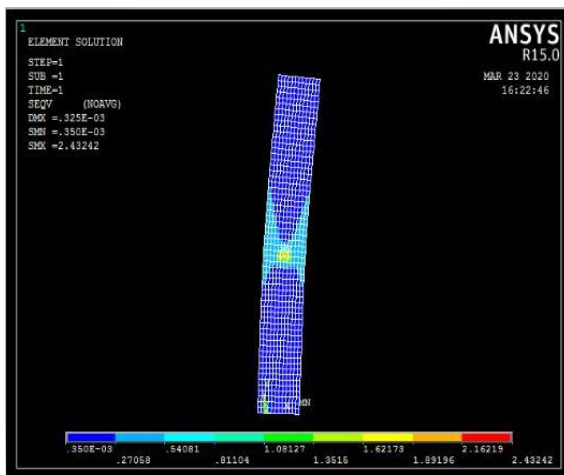 1
ELEMENT SOLUTION
STEP=1
SUB =1
TIME=1
SEQV (NOAVG)
DMX =.325E-03
SMN =.350E-03
SMX =2.43242
ANSYS
R15.0
MAR 23 2020
16:22:46
MN
.350E-03 .54081 1.08127 1.62173 2.16219
.27058 .81104 1.3515 1.89196 2.43242